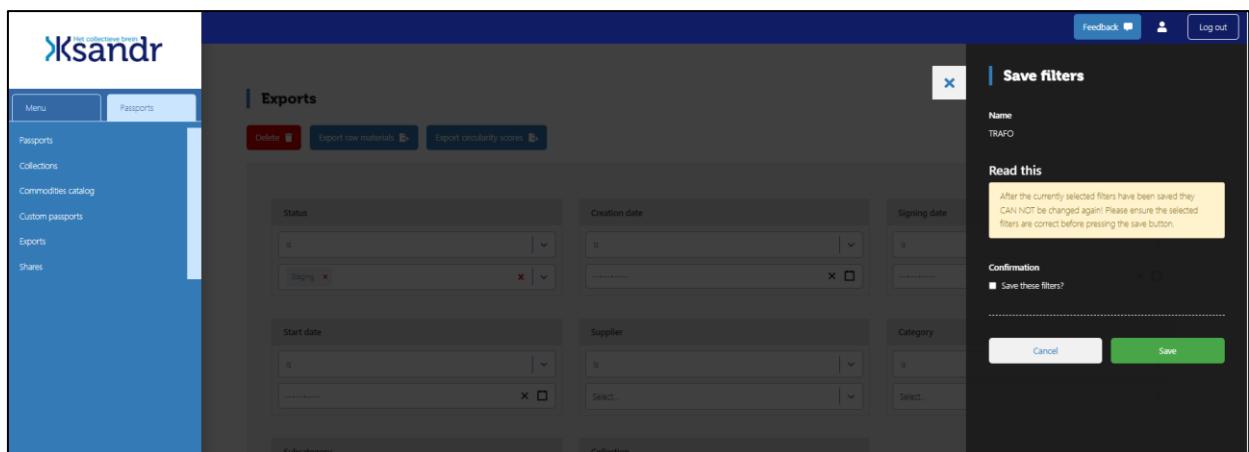 Het collectieve brein
Ksandr
Feedback
Log out
Menu
Passports
Passports
Collections
Commodities catalog
Custom passports
Exports
Shares
Exports
Delete
Export raw materials
Export circularity scores
Status
Creation date
Signing date
is
is
is
Staging
Start date
Supplier
Category
is
is
is
Select...
Select...
Subcategory
Collection
Save filters
Name
TRAFO
Read this
After the currently selected filters have been saved they
CAN NOT be changed again! Please ensure the selected
filters are correct before pressing the save button.
Confirmation
Save these filters?
Cancel
Save